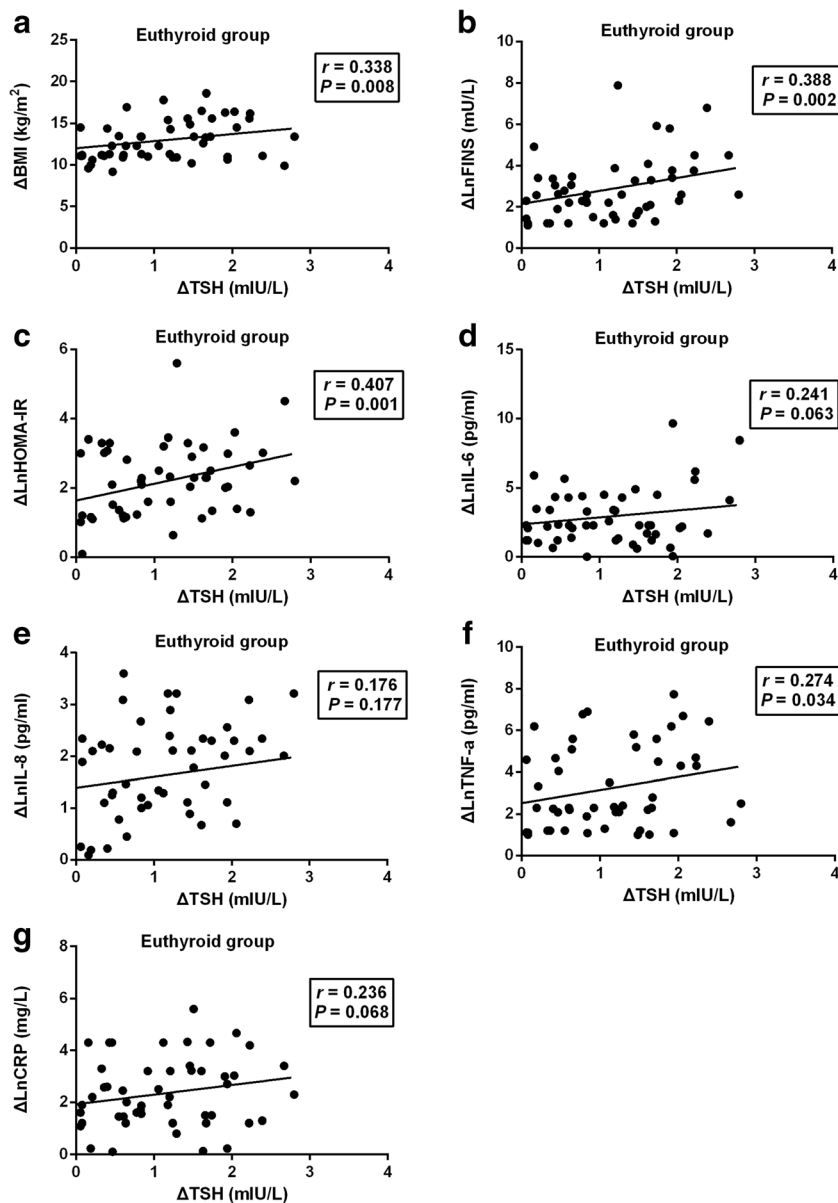 a
Euthyroid group
r = 0.338
P = 0.008
ΔBMI (kg/m²)
25
20
15
10
5
0
0 1 2 3 4
ΔTSH (mIU/L)
b
Euthyroid group
r = 0.388
P = 0.002
ΔLnFINS (mU/L)
10
8
6
4
2
0
0 1 2 3 4
ΔTSH (mIU/L)
c
Euthyroid group
r = 0.407
P = 0.001
ΔLnHOMA-IR
6
4
2
0
0 1 2 3 4
ΔTSH (mIU/L)
d
Euthyroid group
r = 0.241
P = 0.063
ΔLnIL-6 (pg/ml)
15
10
5
0
0 1 2 3 4
ΔTSH (mIU/L)
e
Euthyroid group
r = 0.176
P = 0.177
ΔLnIL-8 (pg/ml)
4
3
2
1
0
0 1 2 3 4
ΔTSH (mIU/L)
f
Euthyroid group
r = 0.274
P = 0.034
ΔLnTNF-a (pg/ml)
10
8
6
4
2
0
0 1 2 3 4
ΔTSH (mIU/L)
g
Euthyroid group
r = 0.236
P = 0.068
ΔLnCRP (mg/L)
8
6
4
2
0
0 1 2 3 4
ΔTSH (mIU/L)